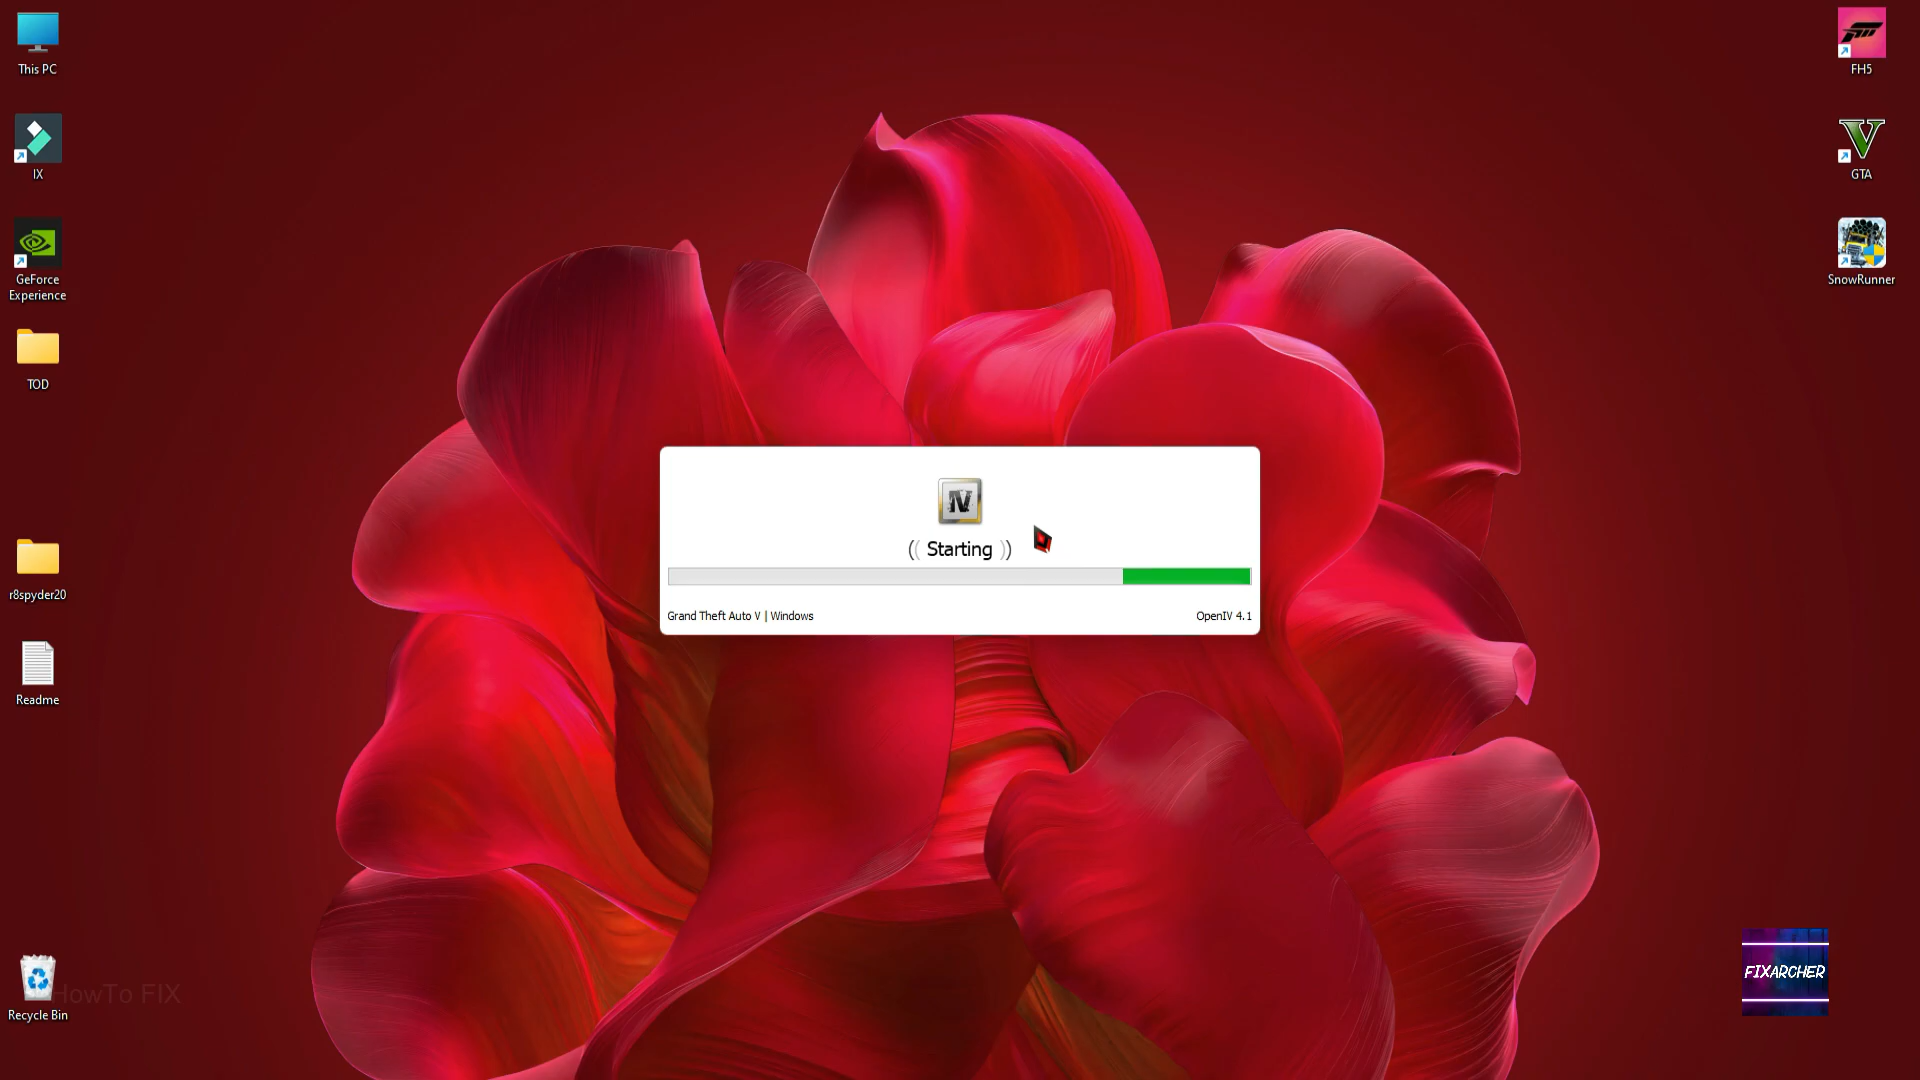 This PC
IX
GeForce
Experience
TOD
r8spyder20
Readme
Recycle Bin
HowTo FIX
FH5
V
GTA
SnowRunner
IV
(( Starting ))
Grand Theft Auto V | Windows
OpenIV 4.1
FIXARCHER